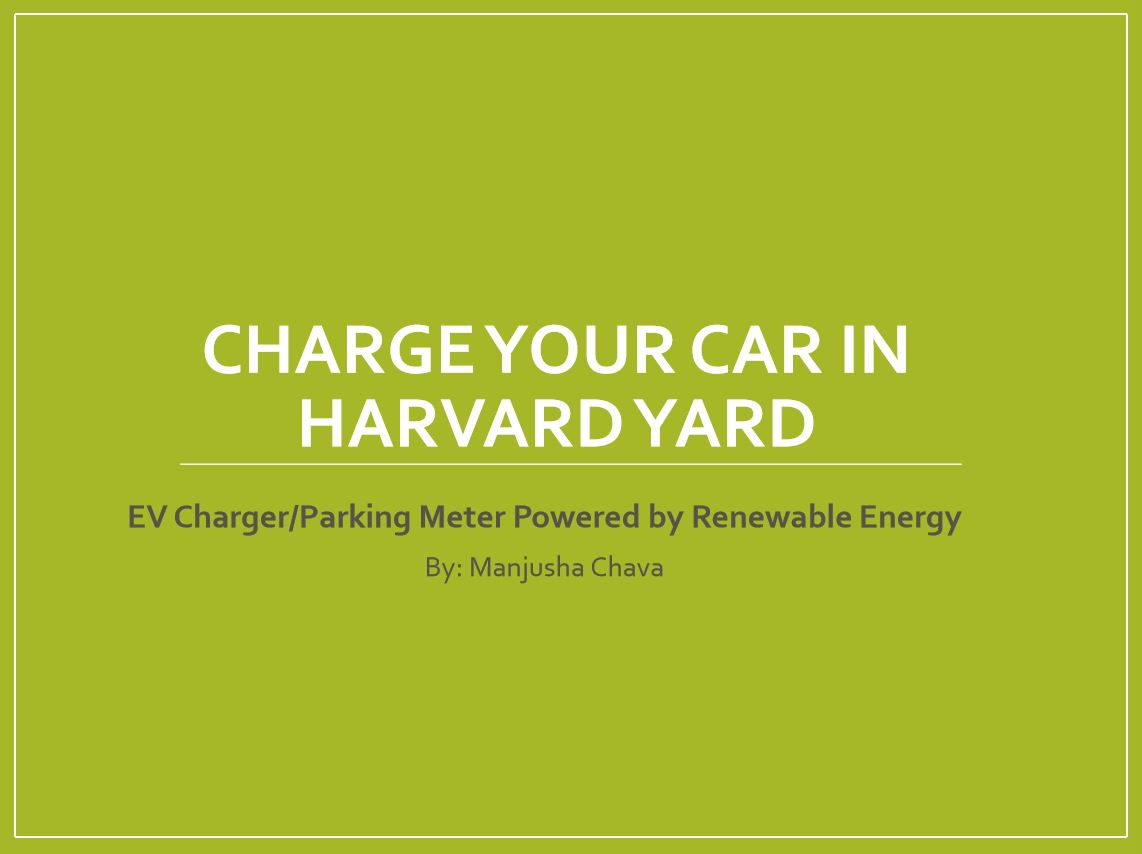 CHARGE YOUR CAR IN
HARVARD YARD
EV Charger/Parking Meter Powered by Renewable Energy
By: Manjusha Chava